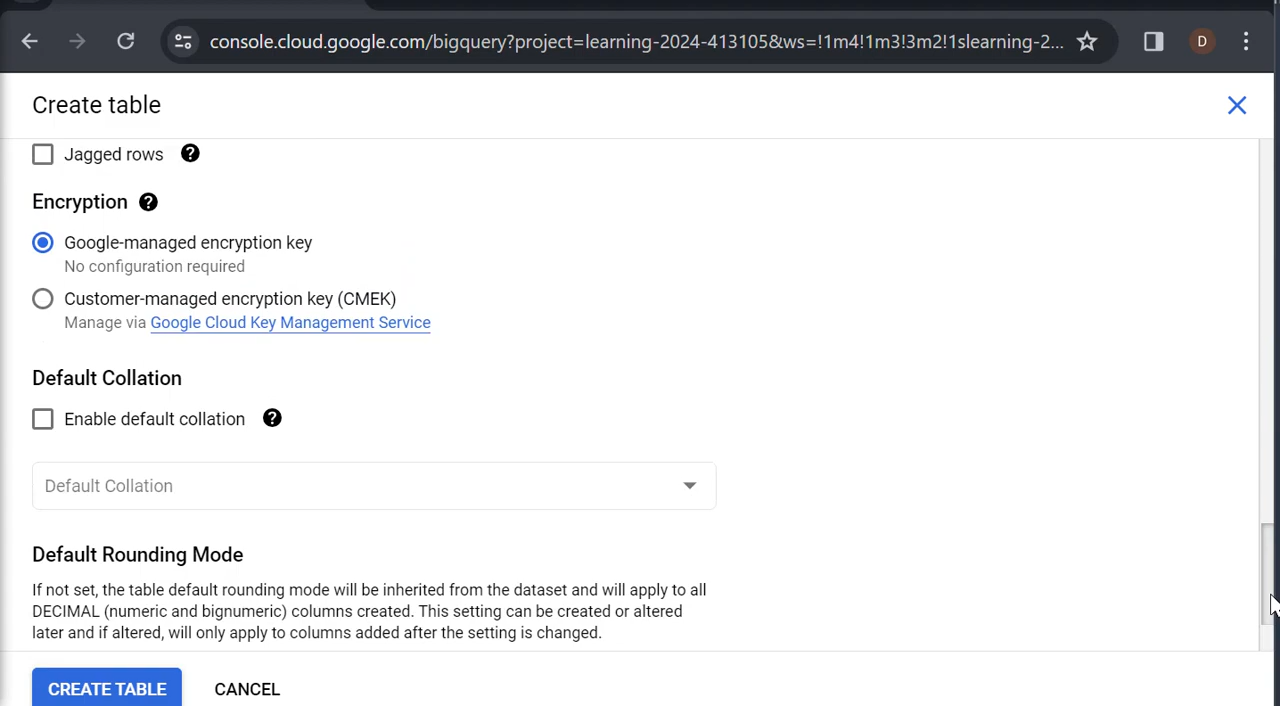 console.cloud.google.com/bigquery?project=learning-2024-413105&ws=!1m4!1m3!3m2!1slearning-2...
D
Create table
Jagged rows
Encryption
Google-managed encryption key
No configuration required
Customer-managed encryption key (CMEK)
Manage via Google Cloud Key Management Service
Default Collation
Enable default collation
Default Collation
Default Rounding Mode
If not set, the table default rounding mode will be inherited from the dataset and will apply to all
DECIMAL (numeric and bignumeric) columns created. This setting can be created or altered
later and if altered, will only apply to columns added after the setting is changed.
CREATE TABLE CANCEL